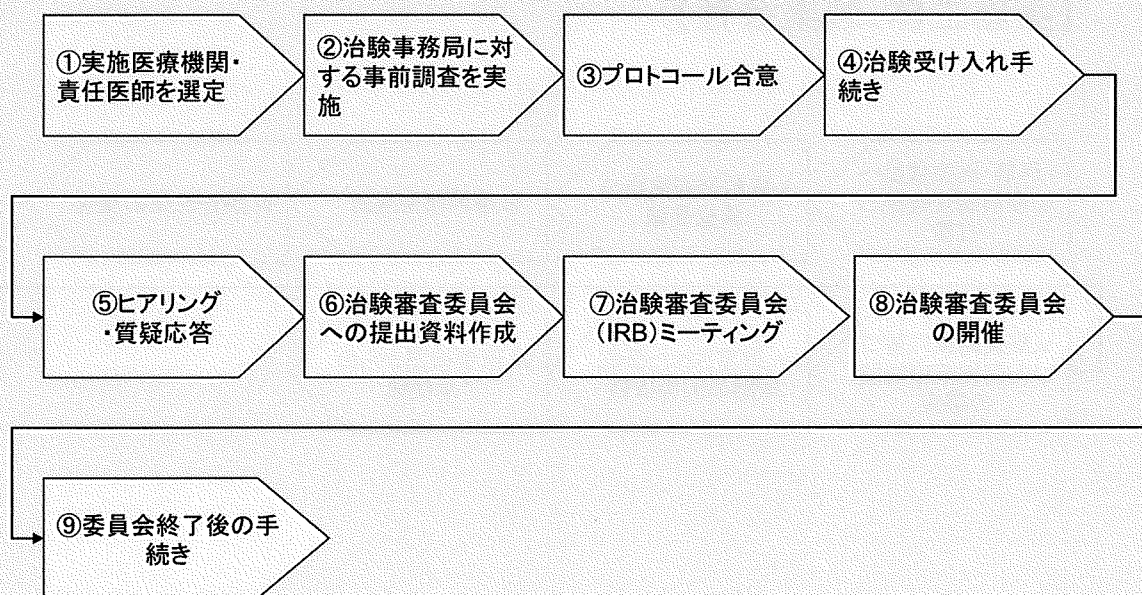 ①実施医療機関・
責任医師を選定
②治験事務局に対
する事前調査を実
施
③プロトコール合意
④治験受け入れ手
続き
⑤ヒアリング
・質疑応答
⑥治験審査委員会
への提出資料作成
⑦治験審査委員会
(IRB)ミーティング
⑧治験審査委員会
の開催
⑨委員会終了後の手
続き